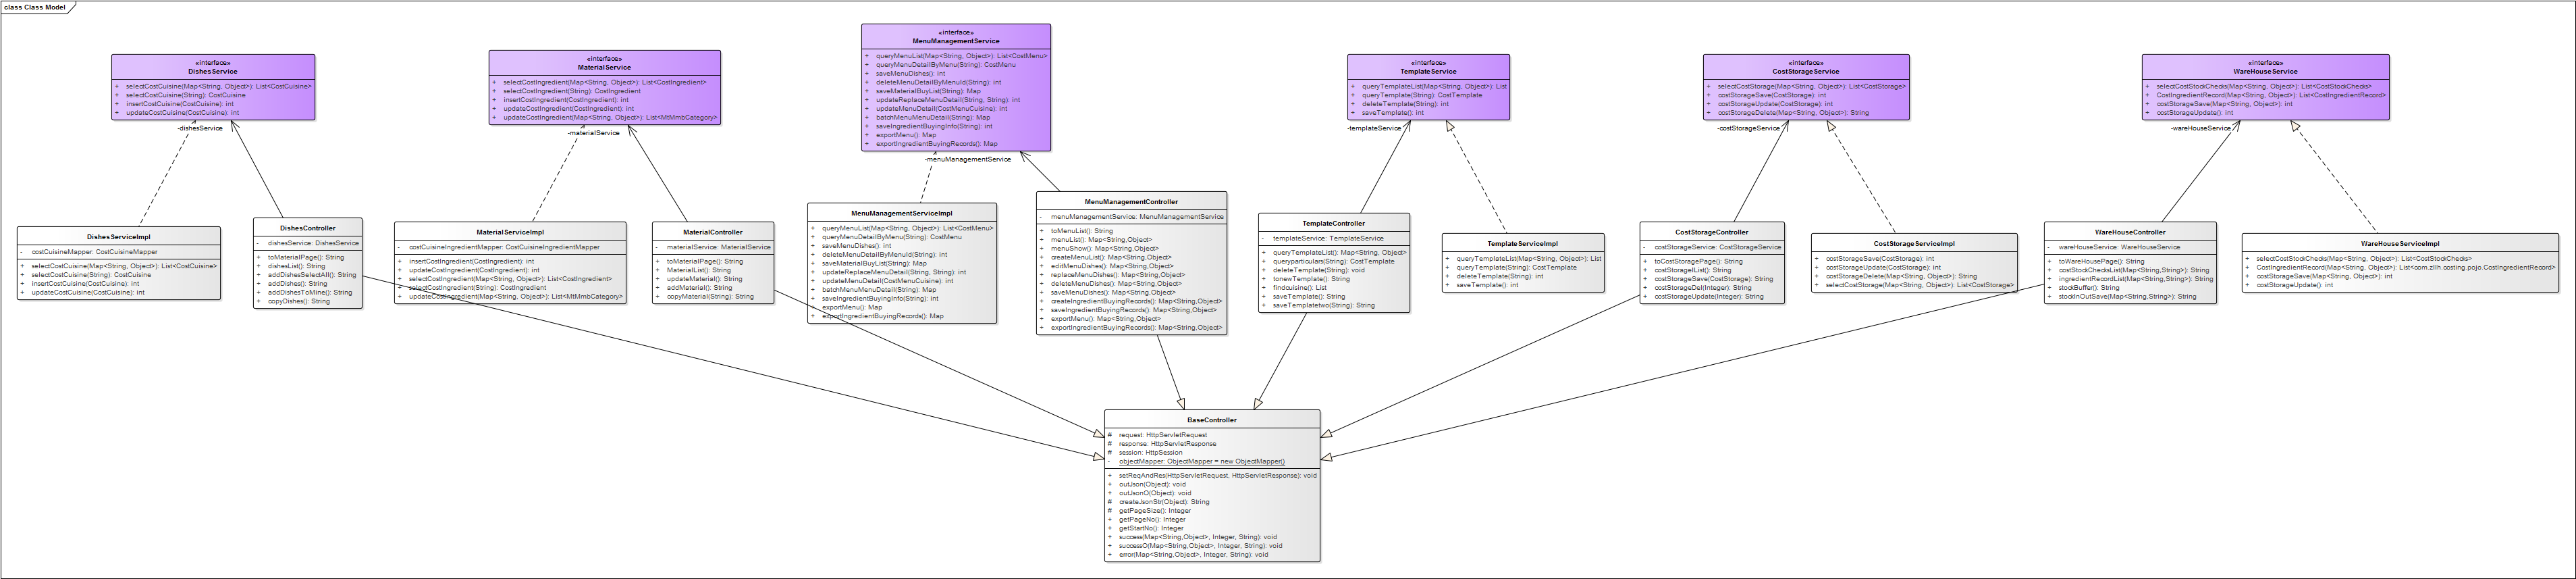 class Class Model
«interface»
DishesService
+ selectCostCuisine(Map<String, Object>): List<CostCuisine>
+ selectCostCuisine(String): CostCuisine
+ insertCostCuisine(CostCuisine): int
+ updateCostCuisine(CostCuisine): int
«interface»
MaterialService
+ selectCostIngredient(Map<String, Object>): List<CostIngredient>
+ selectCostIngredient(String): CostIngredient
+ insertCostIngredient(CostIngredient): int
+ updateCostIngredient(CostIngredient): int
+ updateCostIngredient(Map<String, Object>): List<MtMmbCategory>
«interface»
MenuManagementService
+ queryMenuList(Map<String, Object>): List<CostMenu>
+ queryMenuDetailByMenu(String): CostMenu
+ saveMenuDishes(): int
+ deleteMenuDetailByMenuId(String): int
+ saveMaterialBuyList(String): Map
+ updateReplaceMenuDetail(String, String): int
+ updateMenuDetail(CostMenuCuisine): int
+ batchMenuMenuDetail(String): Map
+ saveIngredientBuyingInfo(String): int
+ exportMenu(): Map
+ exportIngredientBuyingRecords(): Map
«interface»
TemplateService
+ queryTemplateList(Map<String, Object>): List
+ queryTemplate(String): CostTemplate
+ deleteTemplate(String): int
+ saveTemplate(): int
«interface»
CostStorageService
+ selectCostStorage(Map<String, Object>): List<CostStorage>
+ costStorageSave(CostStorage): int
+ costStorageUpdate(CostStorage): int
+ costStorageDelete(Map<String, Object>): String
«interface»
WareHouseService
+ selectCostStockChecks(Map<String, Object>): List<CostStockChecks>
+ CostIngredientRecord(Map<String, Object>): List<CostIngredientRecord>
+ costStorageSave(Map<String, Object>): int
+ costStorageUpdate(): int
-dishesService
-materialService
-menuManagementService
-templateService
-costStorageService
-wareHouseService
DishesServiceImpl
- costCuisineMapper: CostCuisineMapper
+ selectCostCuisine(Map<String, Object>): List<CostCuisine>
+ selectCostCuisine(String): CostCuisine
+ insertCostCuisine(CostCuisine): int
+ updateCostCuisine(CostCuisine): int
DishesController
- dishesService: DishesService
+ toMaterialPage(): String
+ dishesList(): String
+ addDishesSelectAll(): String
+ addDishes(): String
+ addDishesToMine(): String
+ copyDishes(): String
MaterialServiceImpl
- costCuisineIngredientMapper: CostCuisineIngredientMapper
+ insertCostIngredient(CostIngredient): int
+ updateCostIngredient(CostIngredient): int
+ selectCostIngredient(Map<String, Object>): List<CostIngredient>
+ selectCostIngredient(String): CostIngredient
+ updateCostIngredient(Map<String, Object>): List<MtMmbCategory>
MaterialController
- materialService: MaterialService
+ toMaterialPage(): String
+ MaterialList(): String
+ updateMaterial(): String
+ addMaterial(): String
+ copyMaterial(String): String
MenuManagementServiceImpl
+ queryMenuList(Map<String, Object>): List<CostMenu>
+ queryMenuDetailByMenu(String): CostMenu
+ saveMenuDishes(): int
+ deleteMenuDetailByMenuId(String): int
+ saveMaterialBuyList(String): Map
+ updateReplaceMenuDetail(String, String): int
+ updateMenuDetail(CostMenuCuisine): int
+ batchMenuMenuDetail(String): Map
+ saveIngredientBuyingInfo(String): int
+ exportMenu(): Map
+ exportIngredientBuyingRecords(): Map
MenuManagementController
- menuManagementService: MenuManagementService
+ toMenuList(): String
+ menuList(): Map<String,Object>
+ menuShow(): Map<String,Object>
+ createMenuList(): Map<String,Object>
+ editMenuDishes(): Map<String,Object>
+ replaceMenuDishes(): Map<String,Object>
+ deleteMenuDishes(): Map<String,Object>
+ saveMenuDishes(): Map<String,Object>
+ createIngredientBuyingRecords(): Map<String,Object>
+ saveIngredientBuyingRecords(): Map<String,Object>
+ exportMenu(): Map<String,Object>
+ exportIngredientBuyingRecords(): Map<String,Object>
TemplateController
- templateService: TemplateService
+ queryTemplateList(): Map<String, Object>
+ queryparticulars(String): CostTemplate
+ deleteTemplate(String): void
+ tonewTemplate(): String
+ findcuisine(): List
+ saveTemplate(): String
+ saveTemplatetwo(String): String
TemplateServiceImpl
+ queryTemplateList(Map<String, Object>): List
+ queryTemplate(String): CostTemplate
+ deleteTemplate(String): int
+ saveTemplate(): int
CostStorageController
- costStorageService: CostStorageService
+ toCostStoragePage(): String
+ costStoragelList(): String
+ costStorageSave(CostStorage): String
+ costStorageDel(Integer): String
+ costStorageUpdate(Integer): String
CostStorageServiceImpl
+ costStorageSave(CostStorage): int
+ costStorageUpdate(CostStorage): int
+ costStorageDelete(Map<String, Object>): String
+ selectCostStorage(Map<String, Object>): List<CostStorage>
WareHouseController
- wareHouseService: WareHouseService
+ toWareHousePage(): String
+ costStockChecksList(Map<String,String>): String
+ ingredientRecordList(Map<String,String>): String
+ stockBuffer(): String
+ stockInOutSave(Map<String,String>): String
WareHouseServiceImpl
+ selectCostStockChecks(Map<String, Object>): List<CostStockChecks>
+ CostIngredientRecord(Map<String, Object>): List<com.zllh.costing.pojo.CostIngredientRecord>
+ costStorageSave(Map<String, Object>): int
+ costStorageUpdate(): int
BaseController
# request: HttpServletRequest
# response: HttpServletResponse
# session: HttpSession
- objectMapper: ObjectMapper = new ObjectMapper()
+ setReqAndRes(HttpServletRequest, HttpServletResponse): void
+ outJson(Object): void
+ outJsonO(Object): void
# createJsonStr(Object): String
# getPageSize(): Integer
+ getPageNo(): Integer
+ getStartNo(): Integer
+ success(Map<String,Object>, Integer, String): void
+ successO(Map<String,Object>, Integer, String): void
+ error(Map<String,Object>, Integer, String): void